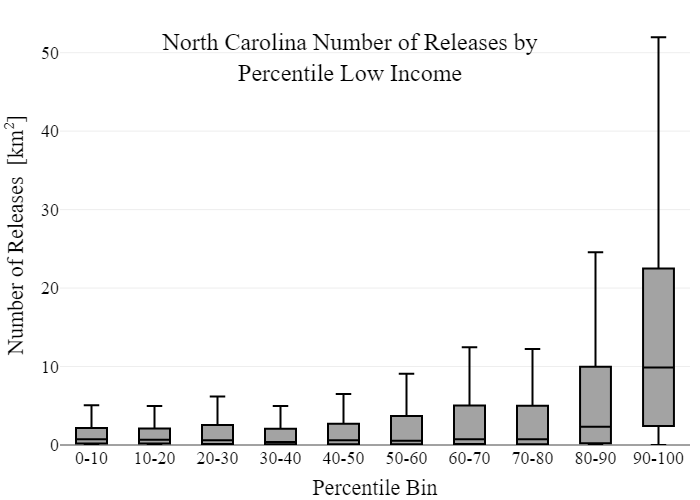 North Carolina Number of Releases by
Percentile Low Income
Number of Releases [km²]
50
40
30
20
10
0
0-10 10-20 20-30 30-40 40-50 50-60 60-70 70-80 80-90 90-100
Percentile Bin